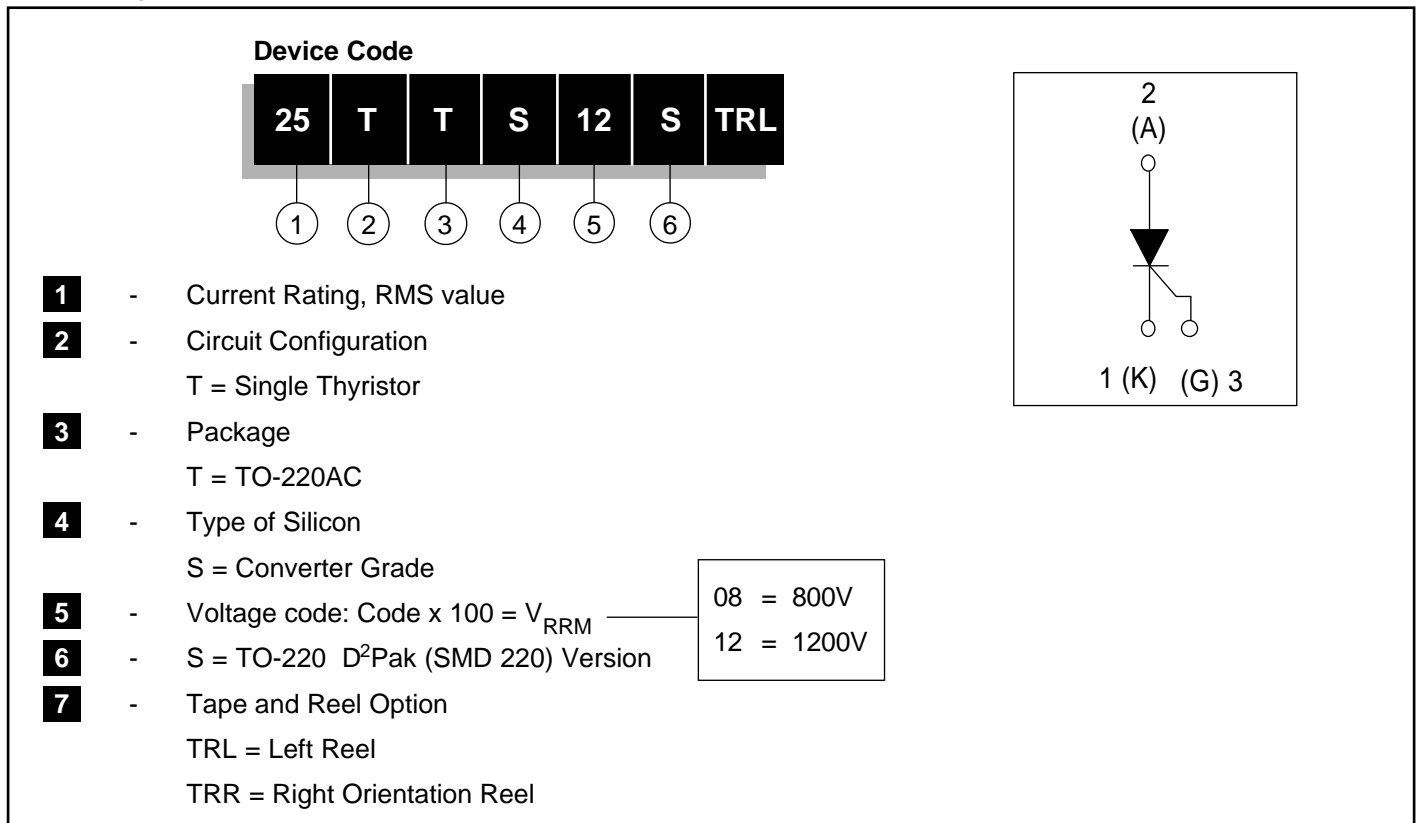 Device Code
25 T T S 12 S TRL
1 2 3 4 5 6
1 - Current Rating, RMS value
2 - Circuit Configuration
T = Single Thyristor
3 - Package
T = TO-220AC
4 - Type of Silicon
S = Converter Grade
5 - Voltage code: Code x 100 = VRRM
08 = 800V
12 = 1200V
6 - S = TO-220 D²Pak (SMD 220) Version
7 - Tape and Reel Option
TRL = Left Reel
TRR = Right Orientation Reel
2
(A)
1 (K) (G) 3